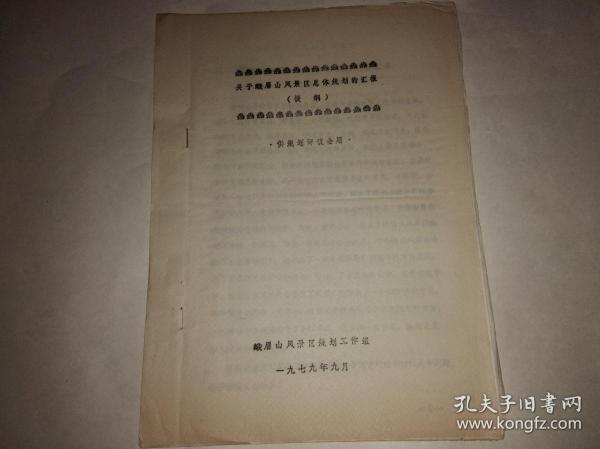 关于峨眉山风景区总体规划的汇报
（提纲）
·供规划评议会用·
峨眉山风景区规划工作组
一九七九年九月
孔夫子旧书网
www.kongfz.com